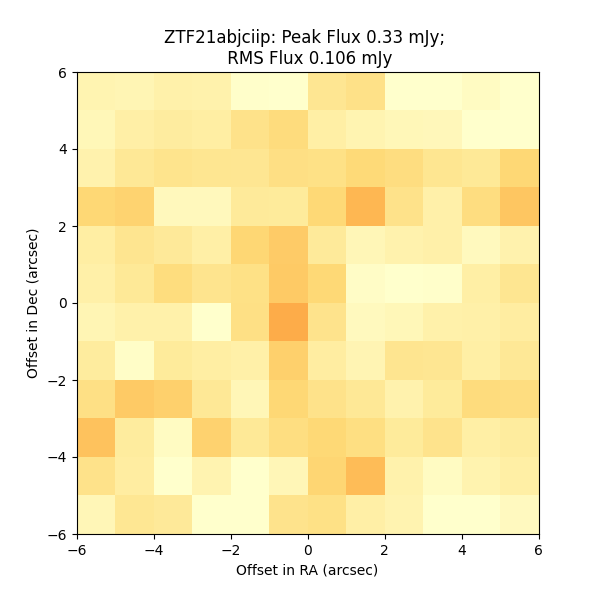 ZTF21abjciip: Peak Flux 0.33 mJy;
RMS Flux 0.106 mJy
6
4
2
0
−2
−4
−6
Offset in Dec (arcsec)
−6 −4 −2 0 2 4 6
Offset in RA (arcsec)